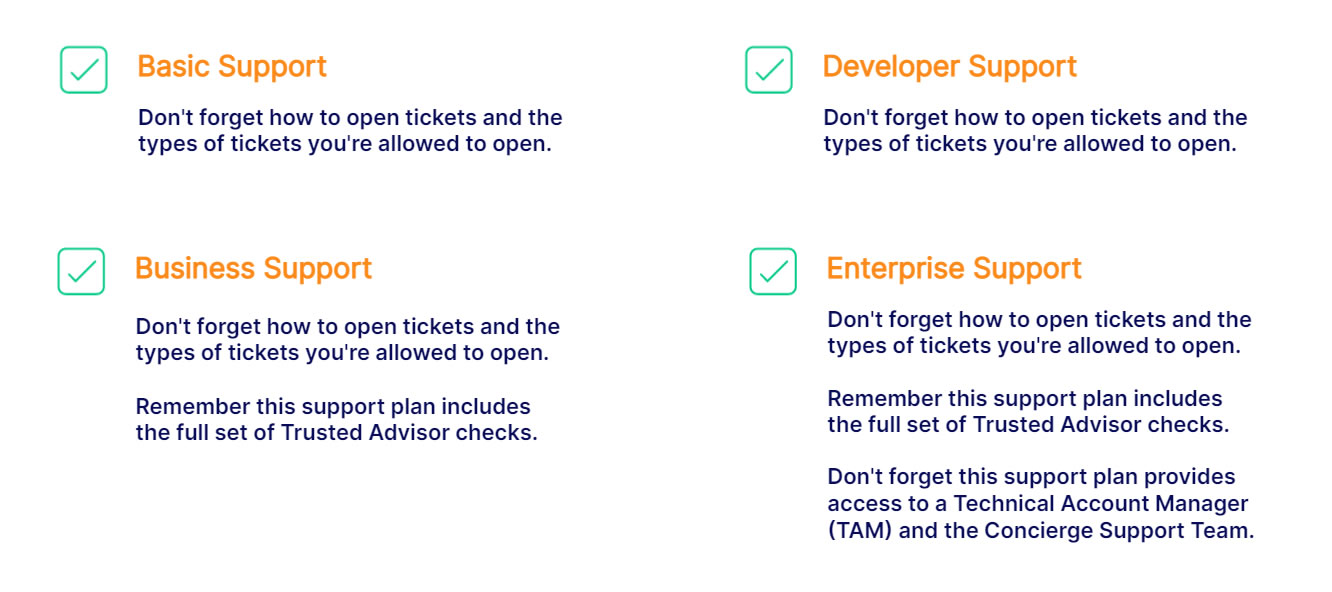 Basic Support
Don't forget how to open tickets and the
types of tickets you're allowed to open.
Developer Support
Don't forget how to open tickets and the
types of tickets you're allowed to open.
Business Support
Don't forget how to open tickets and the
types of tickets you're allowed to open.
Remember this support plan includes
the full set of Trusted Advisor checks.
Enterprise Support
Don't forget how to open tickets and the
types of tickets you're allowed to open.
Remember this support plan includes
the full set of Trusted Advisor checks.
Don't forget this support plan provides
access to a Technical Account Manager
(TAM) and the Concierge Support Team.